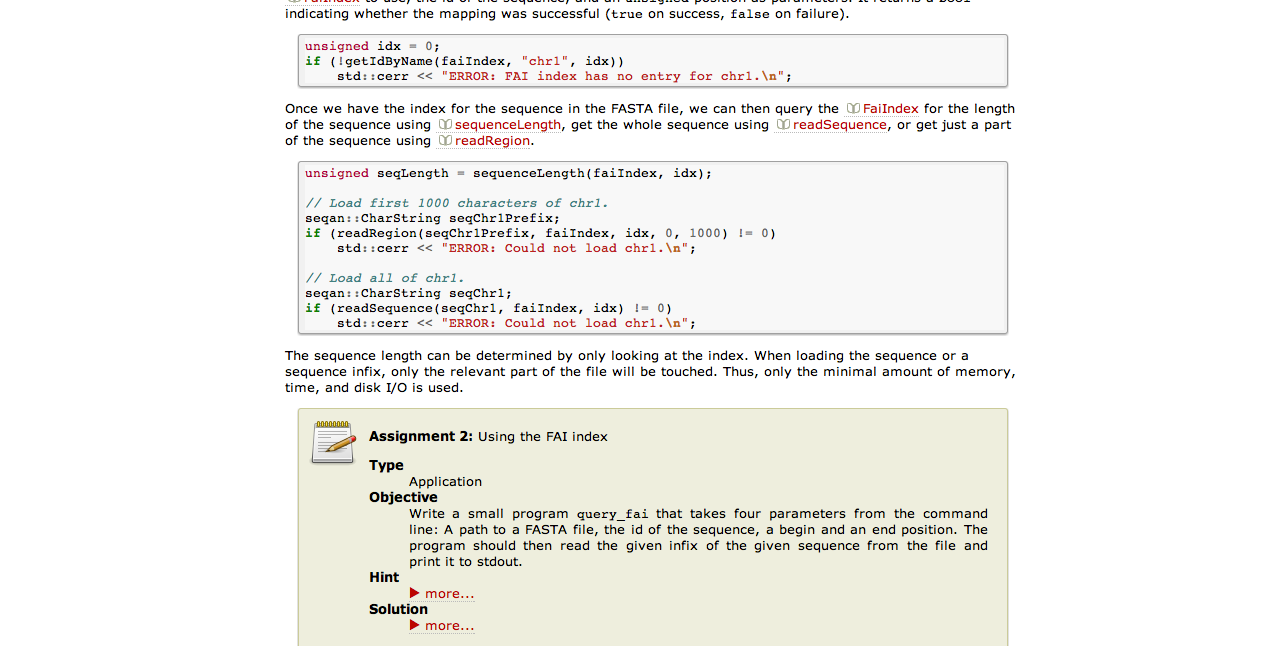 indicating whether the mapping was successful (true on success, false on failure).
unsigned idx = 0;
if (!getIdByName(faiIndex, "chr1", idx))
    std::cerr << "ERROR: FAI index has no entry for chr1.\n";
Once we have the index for the sequence in the FASTA file, we can then query the FaiIndex for the length
of the sequence using sequenceLength, get the whole sequence using readSequence, or get just a part
of the sequence using readRegion.
unsigned seqLength = sequenceLength(faiIndex, idx);
// Load first 1000 characters of chr1.
seqan::CharString seqChr1Prefix;
if (readRegion(seqChr1Prefix, faiIndex, idx, 0, 1000) != 0)
    std::cerr << "ERROR: Could not load chr1.\n";
// Load all of chr1.
seqan::CharString seqChr1;
if (readSequence(seqChr1, faiIndex, idx) != 0)
    std::cerr << "ERROR: Could not load chr1.\n";
The sequence length can be determined by only looking at the index. When loading the sequence or a
sequence infix, only the relevant part of the file will be touched. Thus, only the minimal amount of memory,
time, and disk I/O is used.
Assignment 2: Using the FAI index
Type
Application
Objective
Write a small program query_fai that takes four parameters from the command
line: A path to a FASTA file, the id of the sequence, a begin and an end position. The
program should then read the given infix of the given sequence from the file and
print it to stdout.
Hint
more...
Solution
more...